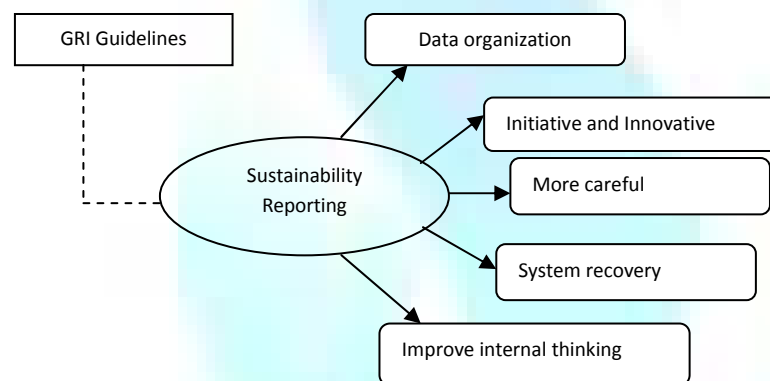 GRI Guidelines
Data organization
Initiative and Innovative
Sustainability
Reporting
More careful
System recovery
Improve internal thinking